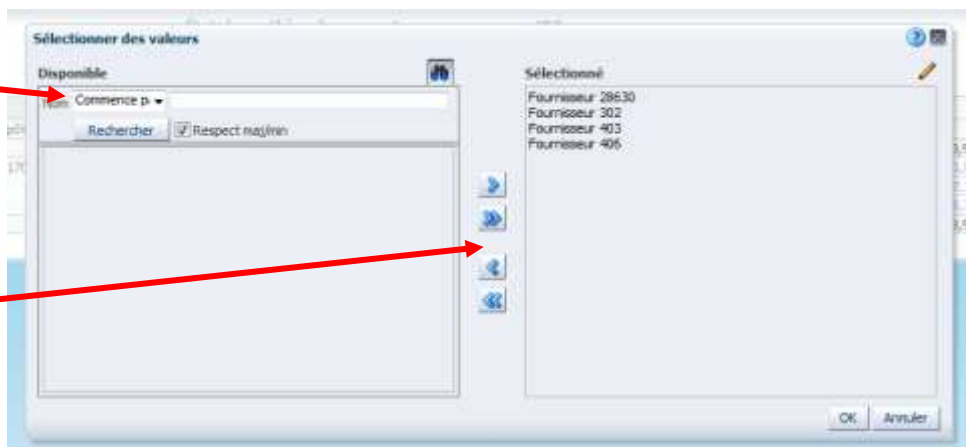 Sélectionner des valeurs
Disponible
Sélectionné
Nom Commence p
Rechercher Respect maj/min
Fournisseur 28630
Fournisseur 302
Fournisseur 403
Fournisseur 406
OK Annuler